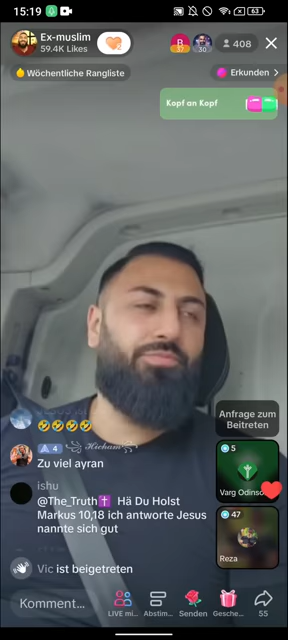 15:19
63
Ex-muslim
59.4K Likes
30
408
Wöchentliche Rangliste
Erkunden >
Kopf an Kopf
4 Hicham
Zu viel ayran
ishu
@The_Truth Hä Du Holst
Markus 10,18 ich antworte Jesus
nannte sich gut
Vic ist beigetreten
Anfrage zum
Beitreten
5
Varg Odinso
47
Reza
Komment...
LIVE mi...
Abstim...
Senden
Gesche...
55